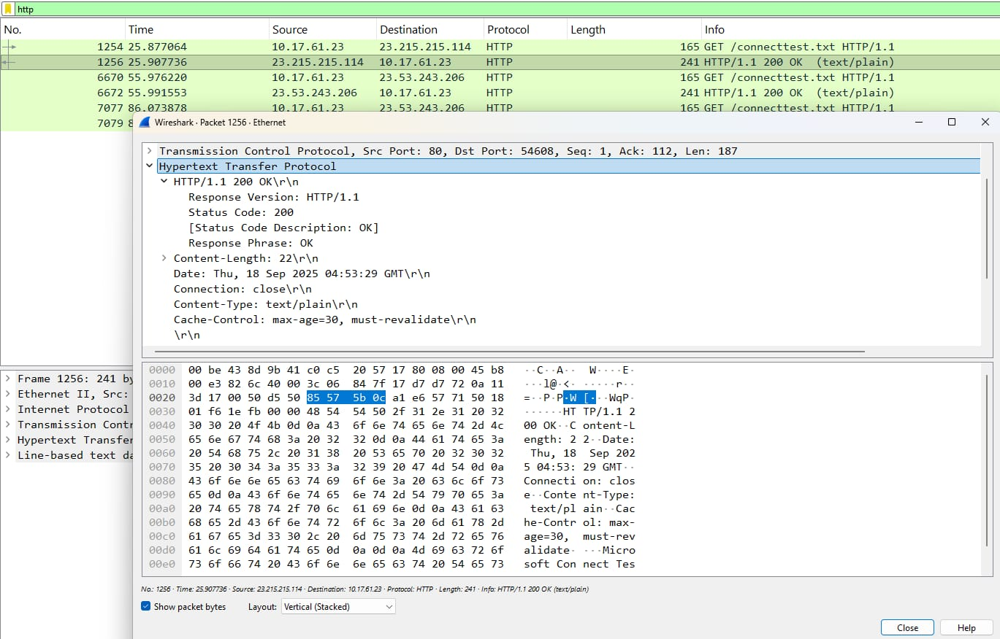 http
No. Time Source Destination Protocol Length Info
1254 25.877064 10.17.61.23 23.215.215.114 HTTP 165 GET /connecttest.txt HTTP/1.1
1256 25.907736 23.215.215.114 10.17.61.23 HTTP 241 HTTP/1.1 200 OK (text/plain)
6670 55.976220 10.17.61.23 23.53.243.206 HTTP 165 GET /connecttest.txt HTTP/1.1
6672 55.991553 23.53.243.206 10.17.61.23 HTTP 241 HTTP/1.1 200 OK (text/plain)
7077 86.073878 10.17.61.23 23.53.243.206 HTTP 165 GET /connecttest.txt HTTP/1.1
7079 8
Wireshark · Packet 1256 · Ethernet
Transmission Control Protocol, Src Port: 80, Dst Port: 54608, Seq: 1, Ack: 112, Len: 187
Hypertext Transfer Protocol
HTTP/1.1 200 OK\r\n
Response Version: HTTP/1.1
Status Code: 200
[Status Code Description: OK]
Response Phrase: OK
Content-Length: 22\r\n
Date: Thu, 18 Sep 2025 04:53:29 GMT\r\n
Connection: close\r\n
Content-Type: text/plain\r\n
Cache-Control: max-age=30, must-revalidate\r\n
\r\n
Frame 1256: 241 by
Ethernet II, Src:
Internet Protocol
Transmission Contr
Hypertext Transfer
Line-based text da
0000 00 be 43 8d 9b 41 c0 c5 20 57 17 80 08 00 45 b8 ··C··A·· W····E·
0010 00 e3 82 6c 40 00 3c 06 84 7f 17 d7 d7 72 0a 11 ···l@·<· ·····r··
0020 3d 17 00 50 d5 50 85 57 5b 0c a1 e6 57 71 50 18 =··P·P·W [···WqP·
0030 01 f6 1e fb 00 00 48 54 54 50 2f 31 2e 31 20 32 ······HT TP/1.1 2
0040 30 30 20 4f 4b 0d 0a 43 6f 6e 74 65 6e 74 2d 4c 00 OK··C ontent-L
0050 65 6e 67 74 68 3a 20 32 32 0d 0a 44 61 74 65 3a ength: 2 2··Date:
0060 20 54 68 75 2c 20 31 38 20 53 65 70 20 32 30 32 Thu, 18 Sep 202
0070 35 20 30 34 3a 35 33 3a 32 39 20 47 4d 54 0d 0a 5 04:53: 29 GMT··
0080 43 6f 6e 6e 65 63 74 69 6f 6e 3a 20 63 6c 6f 73 Connecti on: clos
0090 65 0d 0a 43 6f 6e 74 65 6e 74 2d 54 79 70 65 3a e··Conte nt-Type:
00a0 20 74 65 78 74 2f 70 6c 61 69 6e 0d 0a 43 61 63 text/pl ain··Cac
00b0 68 65 2d 43 6f 6e 74 72 6f 6c 3a 20 6d 61 78 2d he-Contr ol: max-
00c0 61 67 65 3d 33 30 2c 20 6d 75 73 74 2d 72 65 76 age=30, must-rev
00d0 61 6c 69 64 61 74 65 0d 0a 0d 0a 4d 69 63 72 6f alidate· ···Micro
00e0 73 6f 66 74 20 43 6f 6e 6e 65 63 74 20 54 65 73 soft Con nect Tes
No.: 1256 · Time: 25.907736 · Source: 23.215.215.114 · Destination: 10.17.61.23 · Protocol: HTTP · Length: 241 · Info: HTTP/1.1 200 OK (text/plain)
Show packet bytes Layout: Vertical (Stacked)
Close Help